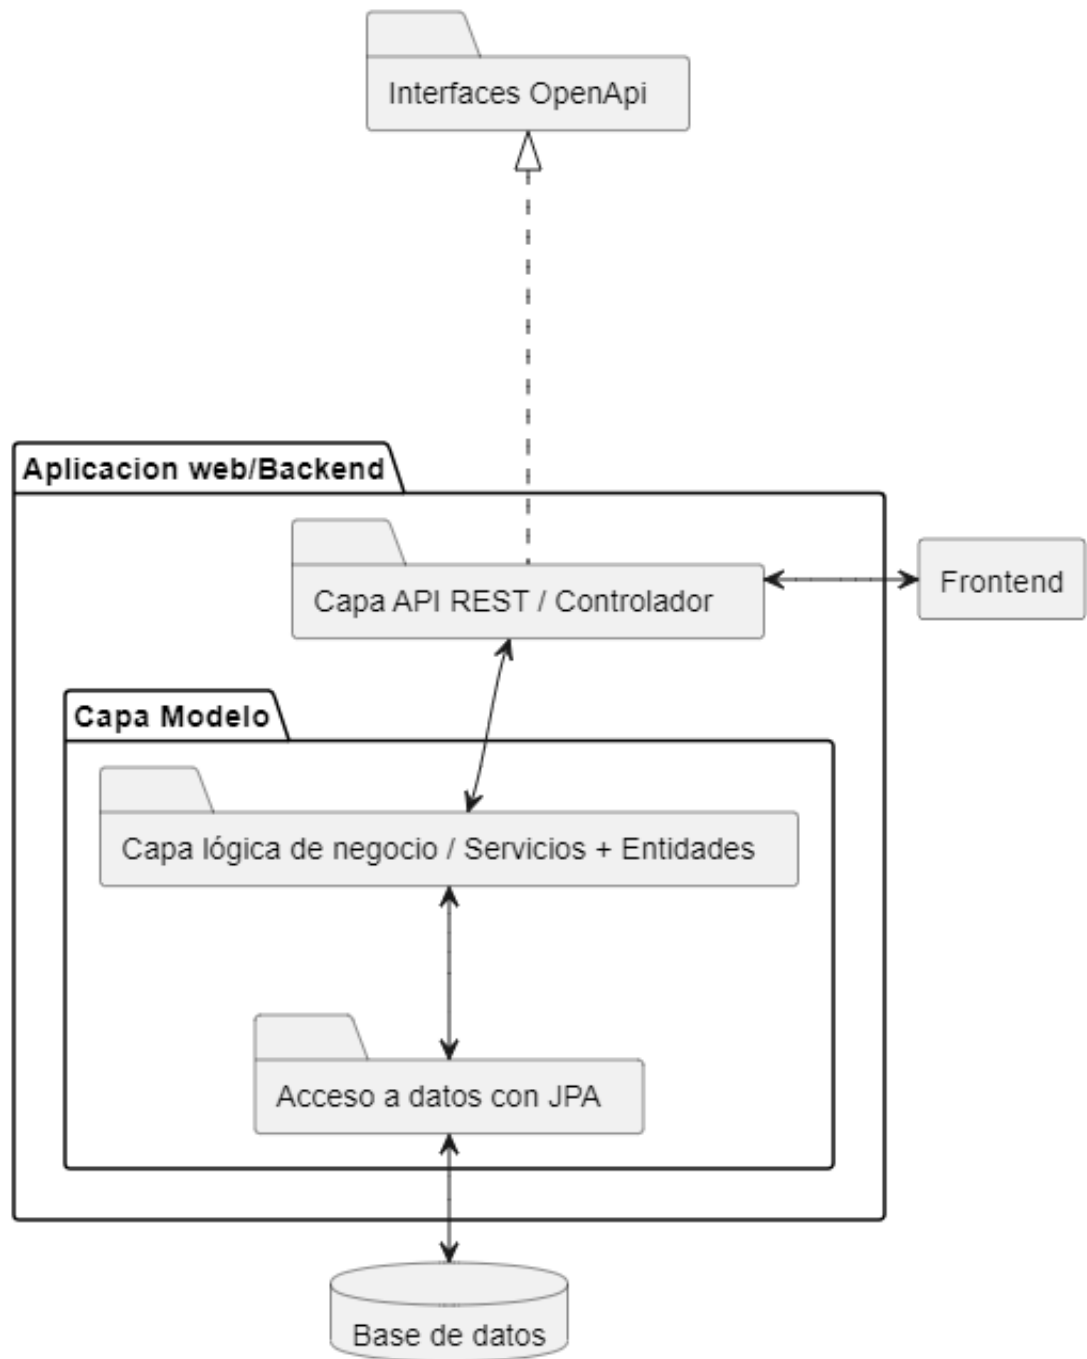 Interfaces OpenApi
Aplicacion web/Backend
Capa API REST / Controlador
Frontend
Capa Modelo
Capa lógica de negocio / Servicios + Entidades
Acceso a datos con JPA
Base de datos